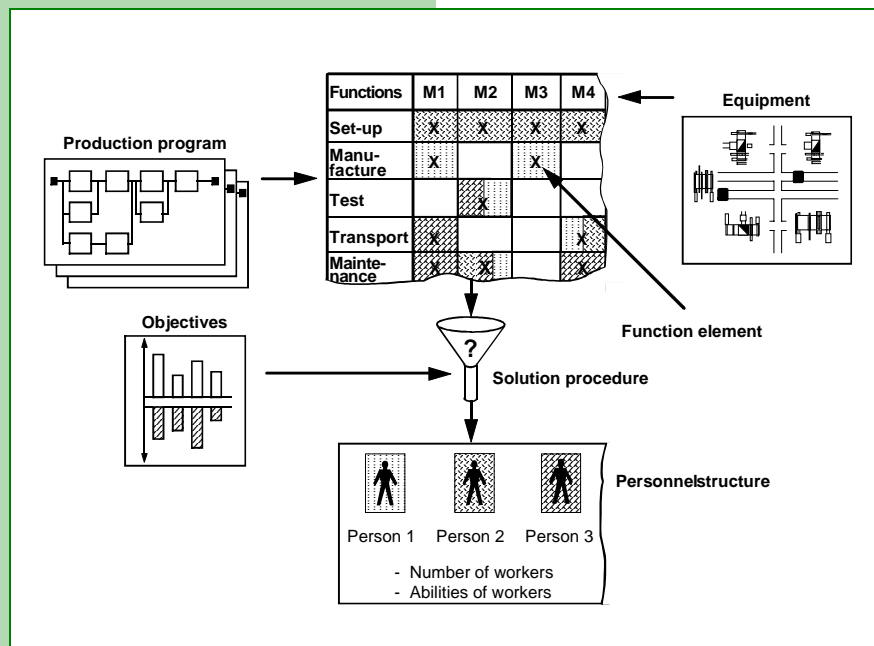 Functions M1 M2 M3 M4
Set-up X X X X
Manu-
facture X X
Test X
Transport X X
Mainte-
nance X X X
Equipment
Production program
Function element
Objectives
?
Solution procedure
Personnelstructure
Person 1 Person 2 Person 3
- Number of workers
- Abilities of workers